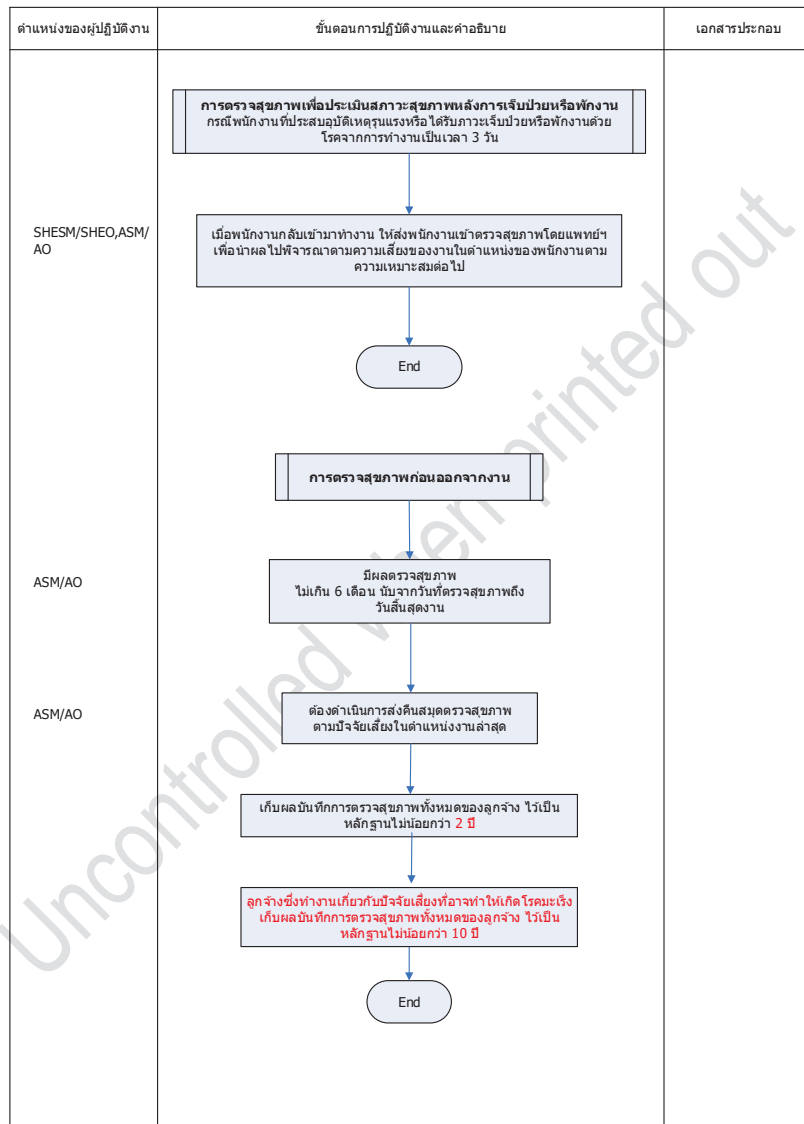 ตำแหน่งของผู้ปฏิบัติงาน
ขั้นตอนการปฏิบัติงานและคำอธิบาย
เอกสารประกอบ
การตรวจสุขภาพเพื่อประเมินสภาวะสุขภาพหลังการเจ็บป่วยหรือพักงาน
กรณีพนักงานที่ประสบอุบัติเหตุรุนแรงหรือได้รับภาวะเจ็บป่วยหรือพักงานด้วย
โรคจากการทำงานเป็นเวลา 3 วัน
SHESM/SHEO,ASM/
AO
เมื่อพนักงานกลับเข้ามาทำงาน ให้ส่งพนักงานเข้าตรวจสุขภาพโดยแพทย์ฯ
เพื่อนำผลไปพิจารณาตามความเสี่ยงของงานในตำแหน่งของพนักงานตาม
ความเหมาะสมต่อไป
End
การตรวจสุขภาพก่อนออกจากงาน
ASM/AO
มีผลตรวจสุขภาพ
ไม่เกิน 6 เดือน นับจากวันที่ตรวจสุขภาพถึง
วันสิ้นสุดงาน
ASM/AO
ต้องดำเนินการส่งคืนสมุดตรวจสุขภาพ
ตามปัจจัยเสี่ยงในตำแหน่งงานล่าสุด
เก็บผลบันทึกการตรวจสุขภาพทั้งหมดของลูกจ้าง ไว้เป็น
หลักฐานไม่น้อยกว่า 2 ปี
ลูกจ้างซึ่งทำงานเกี่ยวกับปัจจัยเสี่ยงที่อาจทำให้เกิดโรคมะเร็ง
เก็บผลบันทึกการตรวจสุขภาพทั้งหมดของลูกจ้าง ไว้เป็น
หลักฐานไม่น้อยกว่า 10 ปี
End
Uncontrolled when printed out